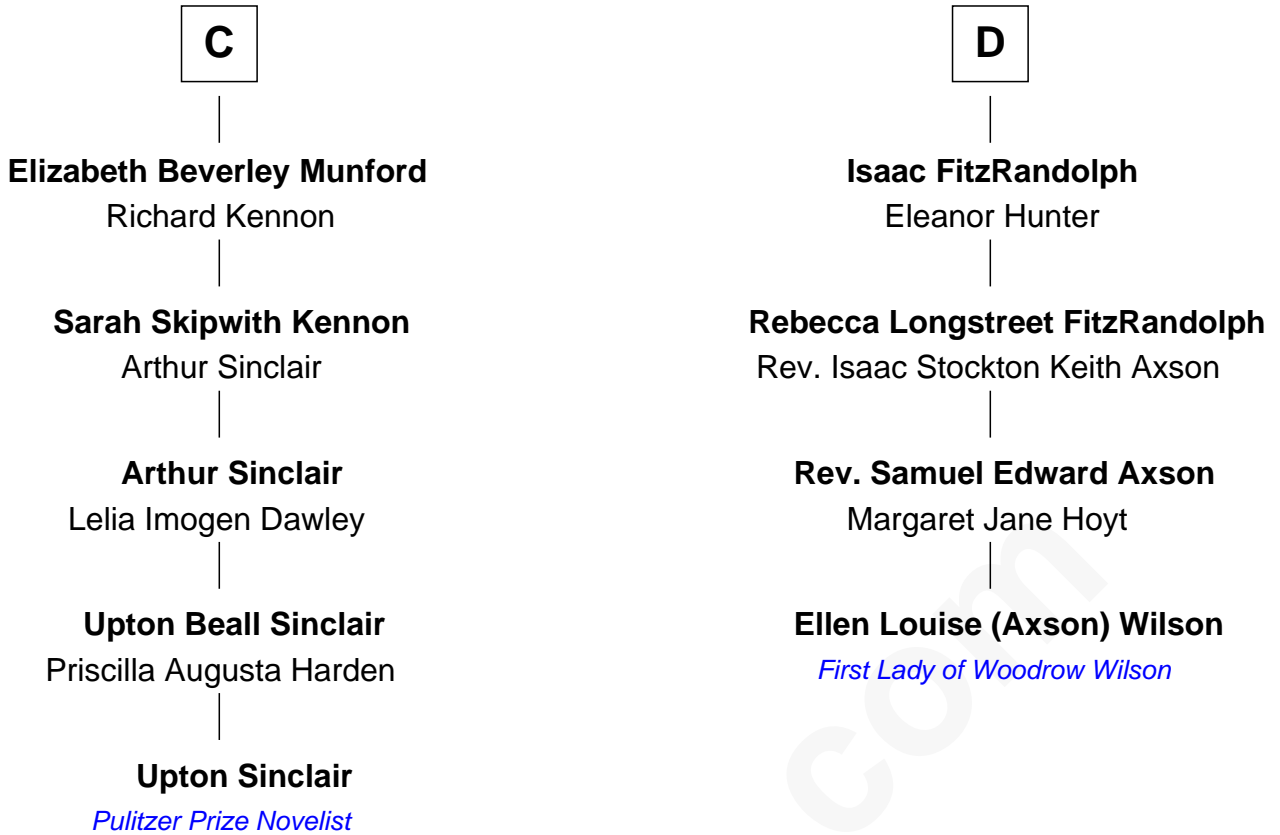 C
Elizabeth Beverley Munford
Richard Kennon
Sarah Skipwith Kennon
Arthur Sinclair
Arthur Sinclair
Lelia Imogen Dawley
Upton Beall Sinclair
Priscilla Augusta Harden
Upton Sinclair
Pulitzer Prize Novelist
D
Isaac FitzRandolph
Eleanor Hunter
Rebecca Longstreet FitzRandolph
Rev. Isaac Stockton Keith Axson
Rev. Samuel Edward Axson
Margaret Jane Hoyt
Ellen Louise (Axson) Wilson
First Lady of Woodrow Wilson
com